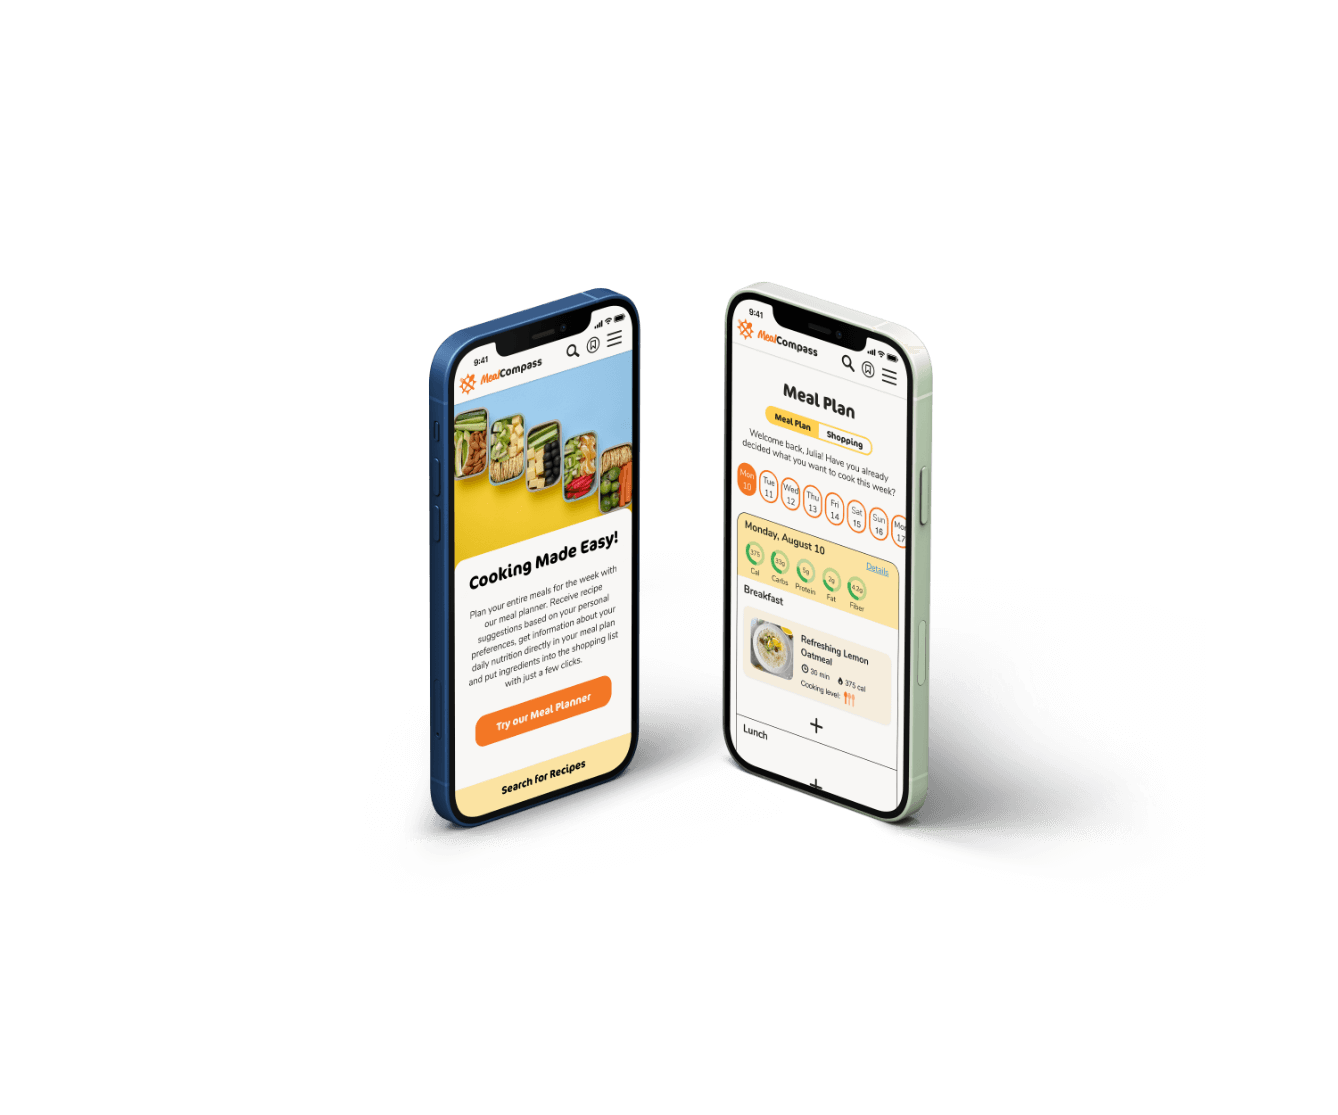 9:41
MealCompass
Cooking Made Easy!
Plan your entire meals for the week with
our meal planner. Receive recipe
suggestions based on your personal
preferences, get information about your
daily nutrition directly in your meal plan
and put ingredients into the shopping list
with just a few clicks.
Try our Meal Planner
Search for Recipes
9:41
MealCompass
Meal Plan
Meal Plan Shopping
Welcome back, Julia! Have you already
decided what you want to cook this week?
Mon Tue Wed Thu Fri Sat Sun Mon
10 11 12 13 14 15 16 17
Monday, August 10
Details
375 33g 5g 2g 4.2g
Cal Carbs Protein Fat Fiber
Breakfast
Refreshing Lemon
Oatmeal
30 min 375 cal
Cooking level:
Lunch